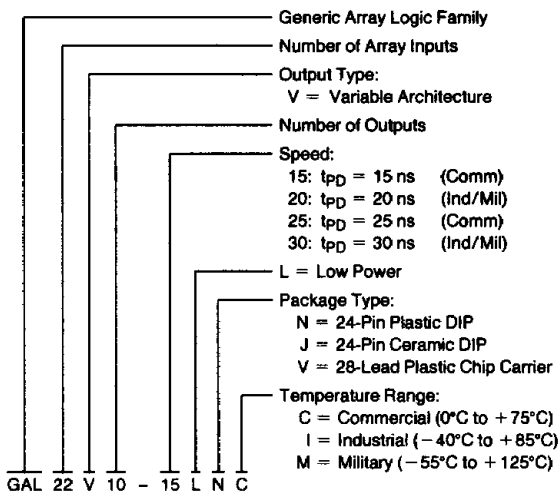 Generic Array Logic Family
Number of Array Inputs
Output Type:
V = Variable Architecture
Number of Outputs
Speed:
15: tPD = 15 ns (Comm)
20: tPD = 20 ns (Ind/Mil)
25: tPD = 25 ns (Comm)
30: tPD = 30 ns (Ind/Mil)
L = Low Power
Package Type:
N = 24-Pin Plastic DIP
J = 24-Pin Ceramic DIP
V = 28-Lead Plastic Chip Carrier
Temperature Range:
C = Commercial (0°C to +75°C)
I = Industrial (−40°C to +85°C)
M = Military (−55°C to +125°C)
GAL 22 V 10 - 15 L N C